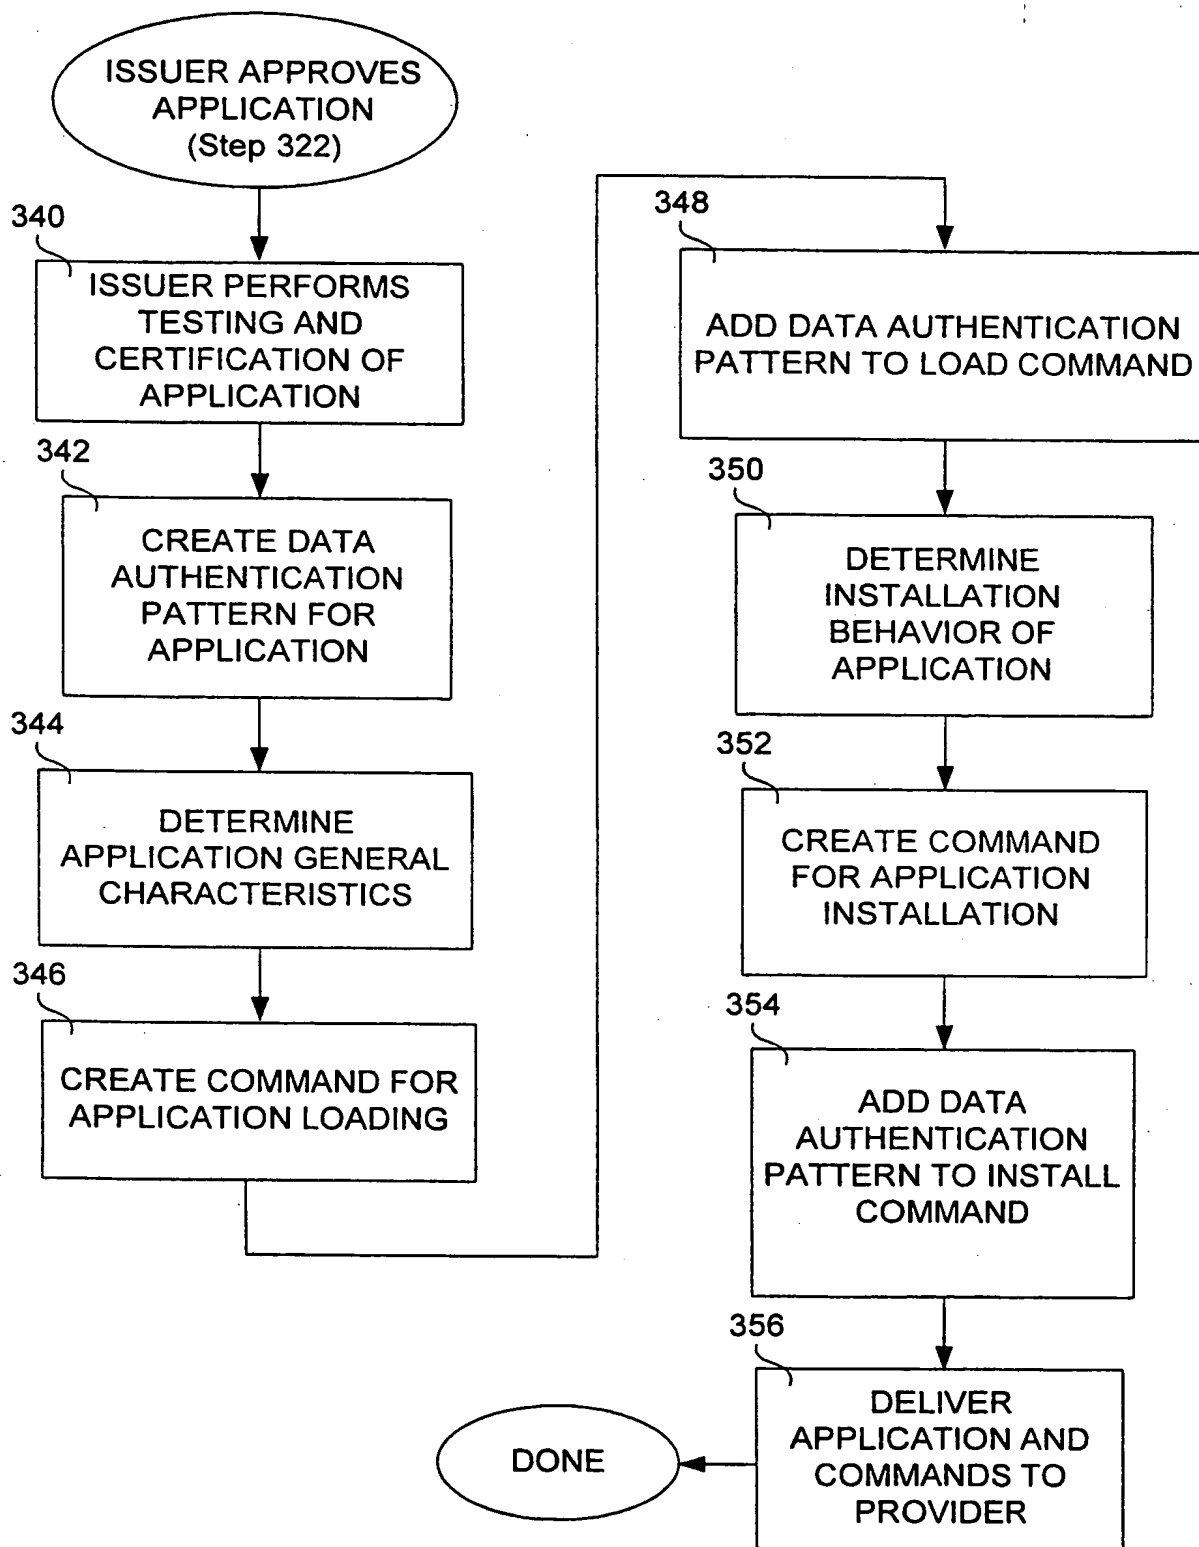 ISSUER APPROVES
APPLICATION
(Step 322)
340
ISSUER PERFORMS
TESTING AND
CERTIFICATION OF
APPLICATION
342
CREATE DATA
AUTHENTICATION
PATTERN FOR
APPLICATION
344
DETERMINE
APPLICATION GENERAL
CHARACTERISTICS
346
CREATE COMMAND FOR
APPLICATION LOADING
348
ADD DATA AUTHENTICATION
PATTERN TO LOAD COMMAND
350
DETERMINE
INSTALLATION
BEHAVIOR OF
APPLICATION
352
CREATE COMMAND
FOR APPLICATION
INSTALLATION
354
ADD DATA
AUTHENTICATION
PATTERN TO INSTALL
COMMAND
356
DELIVER
APPLICATION AND
COMMANDS TO
PROVIDER
DONE